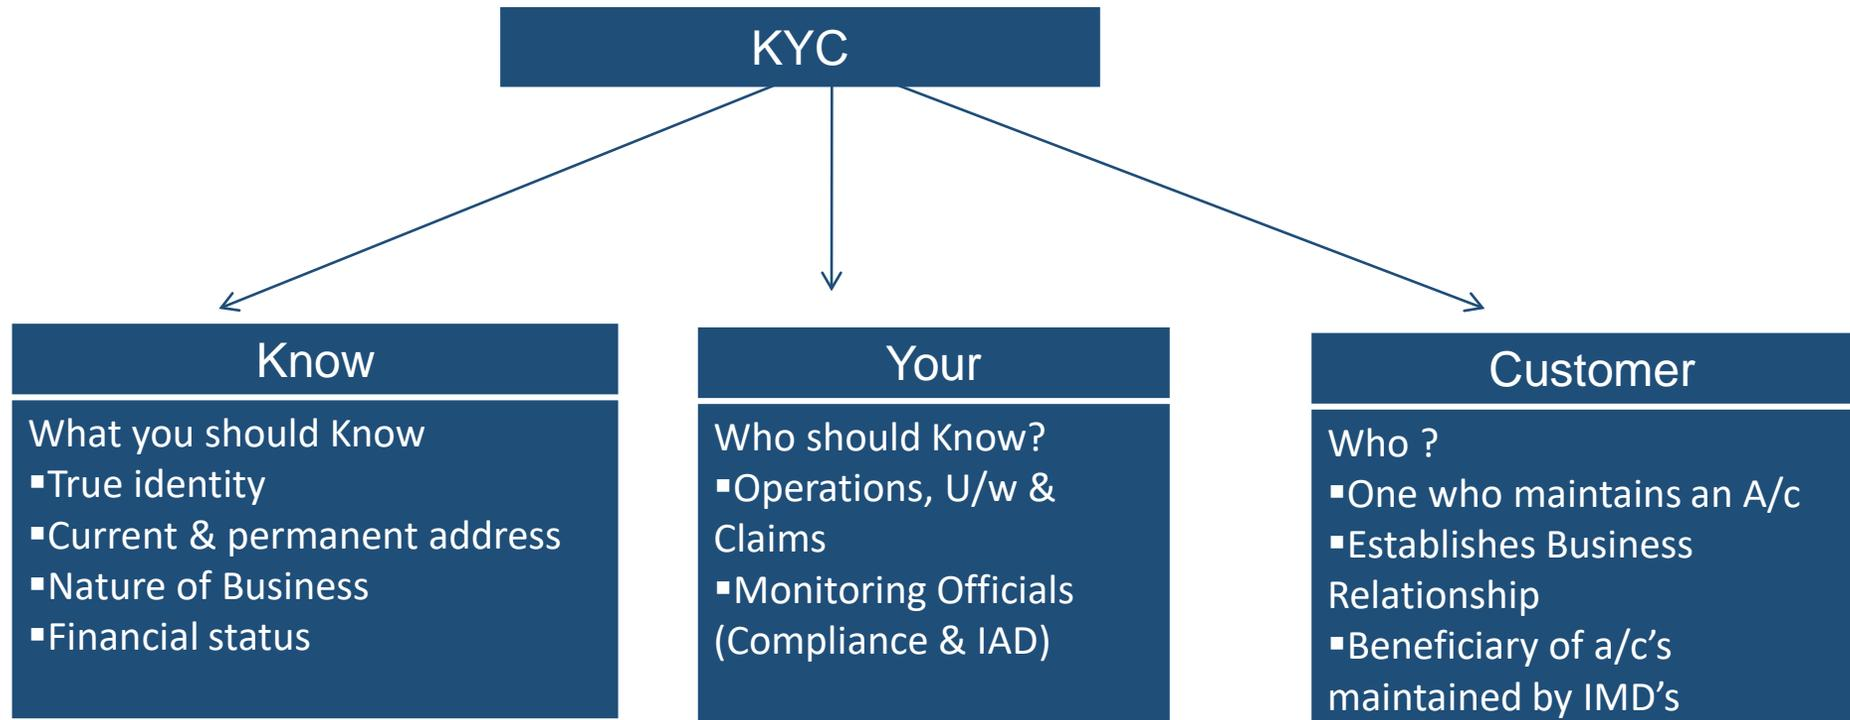 KYC
Know
What you should Know
▪True identity
▪Current & permanent address
▪Nature of Business
▪Financial status
Your
Who should Know?
▪Operations, U/w &
Claims
▪Monitoring Officials
(Compliance & IAD)
Customer
Who ?
▪One who maintains an A/c
▪Establishes Business
Relationship
▪Beneficiary of a/c’s
maintained by IMD’s